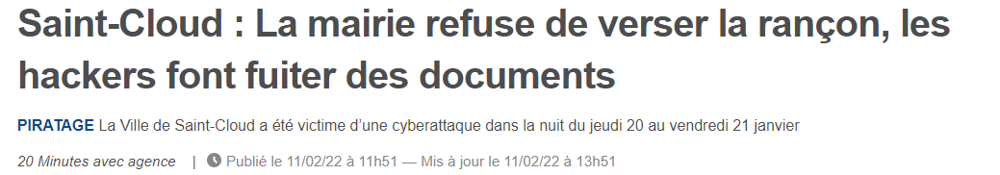 Saint-Cloud : La mairie refuse de verser la rançon, les
hackers font fuiter des documents
PIRATAGE La Ville de Saint-Cloud a été victime d’une cyberattaque dans la nuit du jeudi 20 au vendredi 21 janvier
20 Minutes avec agence | Publié le 11/02/22 à 11h51 — Mis à jour le 11/02/22 à 13h51